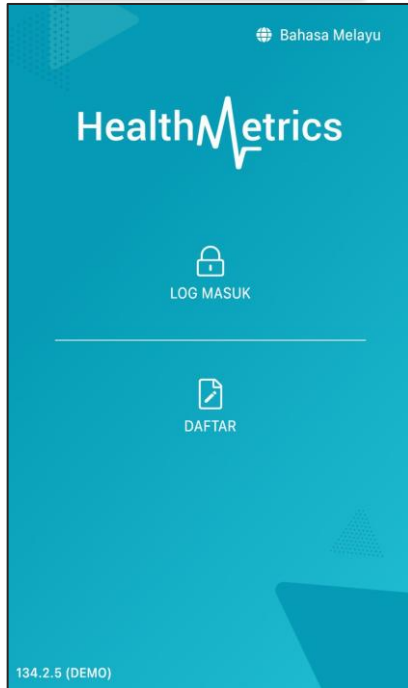 Bahasa Melayu
HealthMetrics
LOG MASUK
DAFTAR
134.2.5 (DEMO)